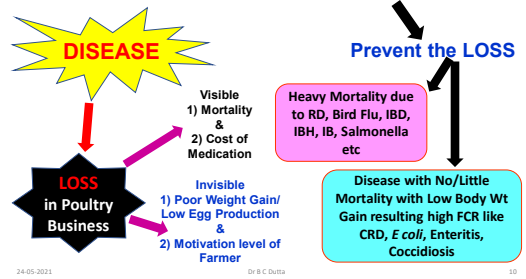 DISEASE
LOSS
in Poultry
Business
Visible
1) Mortality
&
2) Cost of
Medication
Invisible
1) Poor Weight Gain/
Low Egg Production
&
2) Motivation level of
Farmer
Prevent the LOSS
Heavy Mortality due
to RD, Bird Flu, IBD,
IBH, IB, Salmonella
etc
Disease with No/Little
Mortality with Low Body Wt
Gain resulting high FCR like
CRD, E coli, Enteritis,
Coccidiosis
24-05-2021
Dr B C Dutta
10